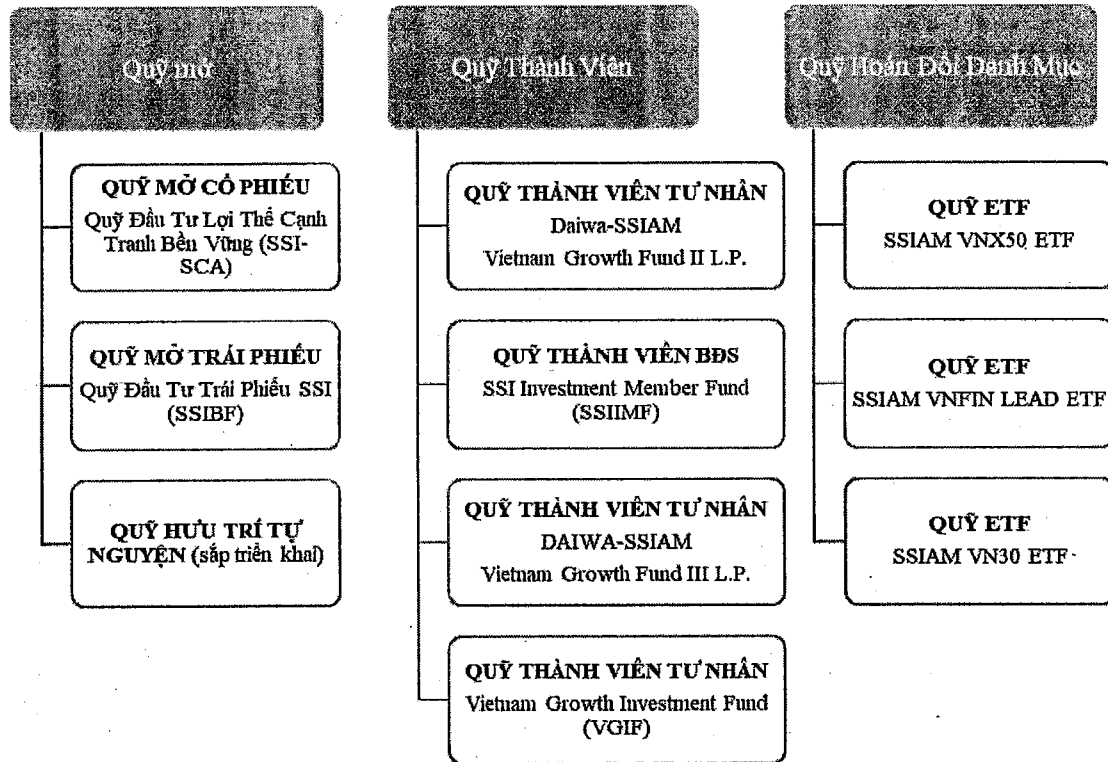 Quỹ mở
QUỸ MỞ CỔ PHIẾU
Quỹ Đầu Tư Lợi Thế Cạnh
Tranh Bền Vững (SSI-
SCA)
QUỸ MỞ TRÁI PHIẾU
Quỹ Đầu Tư Trái Phiếu SSI
(SSIBF)
QUỸ HƯU TRÍ TỰ
NGUYỆN (sắp triển khai)
Quỹ Thành Viên
QUỸ THÀNH VIÊN TƯ NHÂN
Daiwa-SSIAM
Vietnam Growth Fund II L.P.
QUỸ THÀNH VIÊN BĐS
SSI Investment Member Fund
(SSIIMF)
QUỸ THÀNH VIÊN TƯ NHÂN
DAIWA-SSIAM
Vietnam Growth Fund III L.P.
QUỸ THÀNH VIÊN TƯ NHÂN
Vietnam Growth Investment Fund
(VGIF)
Quỹ Hoán Đổi Danh Mục
QUỸ ETF
SSIAM VNX50 ETF
QUỸ ETF
SSIAM VNFIN LEAD ETF
QUỸ ETF
SSIAM VN30 ETF